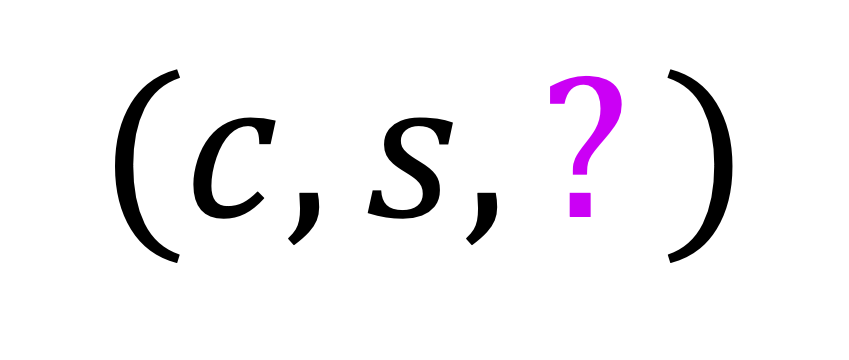 (c, s, ?)